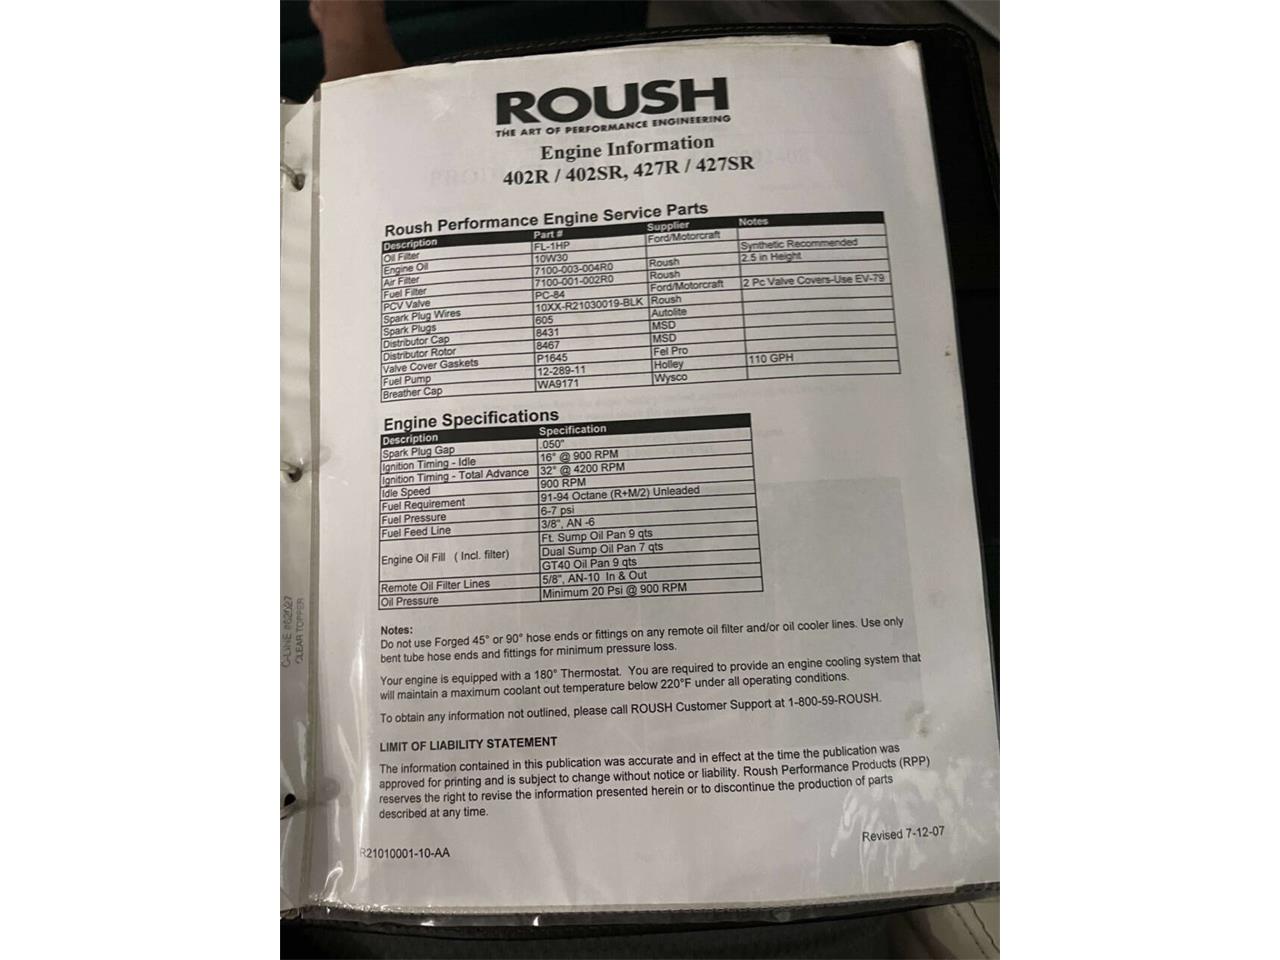 ROUSH
THE ART OF PERFORMANCE ENGINEERING
Engine Information
402R / 402SR, 427R / 427SR
Roush Performance Engine Service Parts
Description Part # Supplier Notes
Oil Filter FL-1HP Ford/Motorcraft
Engine Oil 10W30 Synthetic Recommended
Air Filter 7100-003-004R0 Roush 2.5 in Height
Fuel Filter 7100-001-002R0 Roush
PCV Valve PC-84 Ford/Motorcraft 2 Pc Valve Covers-Use EV-79
Spark Plug Wires 10XX-R21030019-BLK Roush
Spark Plugs 605 Autolite
Distributor Cap 8431 MSD
Distributor Rotor 8467 MSD
Valve Cover Gaskets P1645 Fel Pro
Fuel Pump 12-289-11 Holley 110 GPH
Breather Cap WA9171 Wysco
Engine Specifications
Description Specification
Spark Plug Gap .050"
Ignition Timing - Idle 16° @ 900 RPM
Ignition Timing - Total Advance 32° @ 4200 RPM
Idle Speed 900 RPM
Fuel Requirement 91-94 Octane (R+M/2) Unleaded
Fuel Pressure 6-7 psi
Fuel Feed Line 3/8", AN -6
Engine Oil Fill ( Incl. filter) Ft. Sump Oil Pan 9 qts
Dual Sump Oil Pan 7 qts
GT40 Oil Pan 9 qts
Remote Oil Filter Lines 5/8", AN-10 In & Out
Oil Pressure Minimum 20 Psi @ 900 RPM
Notes:
Do not use Forged 45° or 90° hose ends or fittings on any remote oil filter and/or oil cooler lines. Use only
bent tube hose ends and fittings for minimum pressure loss.
Your engine is equipped with a 180° Thermostat. You are required to provide an engine cooling system that
will maintain a maximum coolant out temperature below 220°F under all operating conditions.
To obtain any information not outlined, please call ROUSH Customer Support at 1-800-59-ROUSH.
LIMIT OF LIABILITY STATEMENT
The information contained in this publication was accurate and in effect at the time the publication was
approved for printing and is subject to change without notice or liability. Roush Performance Products (RPP)
reserves the right to revise the information presented herein or to discontinue the production of parts
described at any time.
Revised 7-12-07
R21010001-10-AA
C-LINE #62027
CLEAR TOPPER